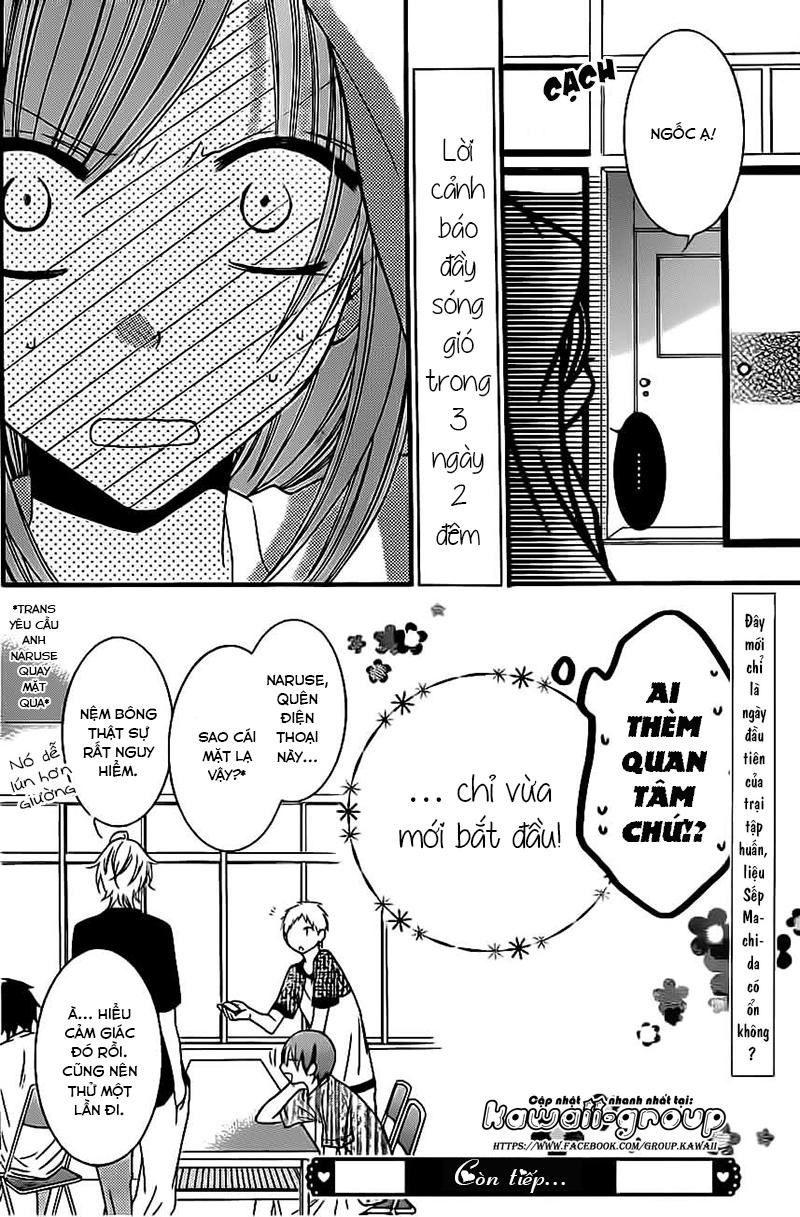 NGỐC Ạ!
CẠCH
........
Lời
cảnh
báo
đầy
sóng
gió
trong
3
ngày
2
đêm
Đây
mới
chỉ
là
ngày
đầu
tiên
của
trại
tập
huấn,
liệu
Sếp
Ma-
chi-
da
có
ổn
không
?
AI
THÈM
QUAN
TÂM
CHỨ!?
... chỉ vừa
mới bắt đầu!
NARUSE,
QUÊN
ĐIỆN
THOẠI
NÀY...
SAO CÁI
MẶT LẠ
VẬY?*
*TRANS
YÊU CẦU
ANH
NARUSE
QUAY
MẶT
QUA*
NỆM BÔNG
THẬT SỰ
RẤT NGUY
HIỂM.
Nó dễ
lún hơn
giường
À... HIỂU
CẢM GIÁC
ĐÓ RỒI.
CŨNG NÊN
THỬ MỘT
LẦN ĐI.
Cập nhật nhanh nhất tại:
kawaii-group
HTTPS://WWW.FACEBOOK.COM/GROUP.KAWAII
Còn tiếp...